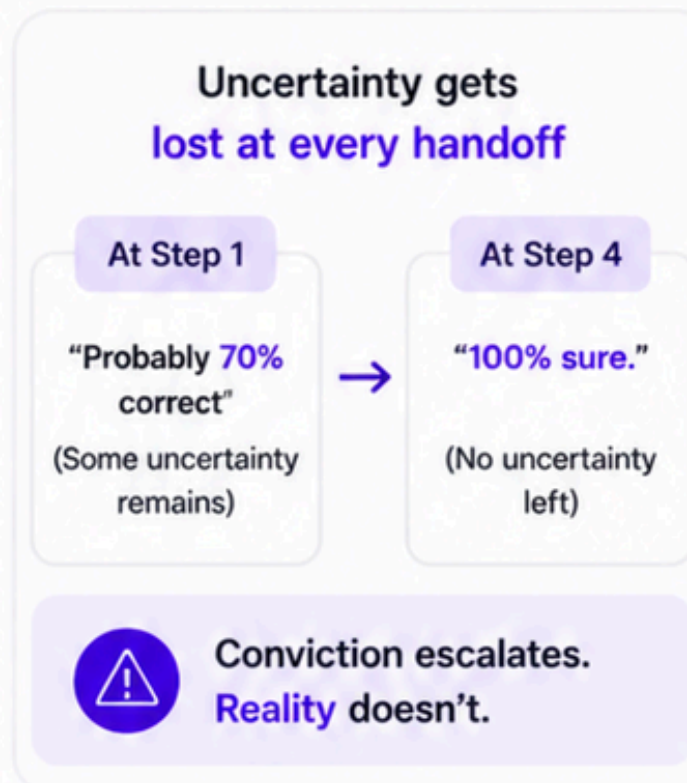 Uncertainty gets
lost at every handoff
At Step 1
“Probably 70%
correct”
(Some uncertainty
remains)
At Step 4
“100% sure.”
(No uncertainty
left)
Conviction escalates.
Reality doesn’t.